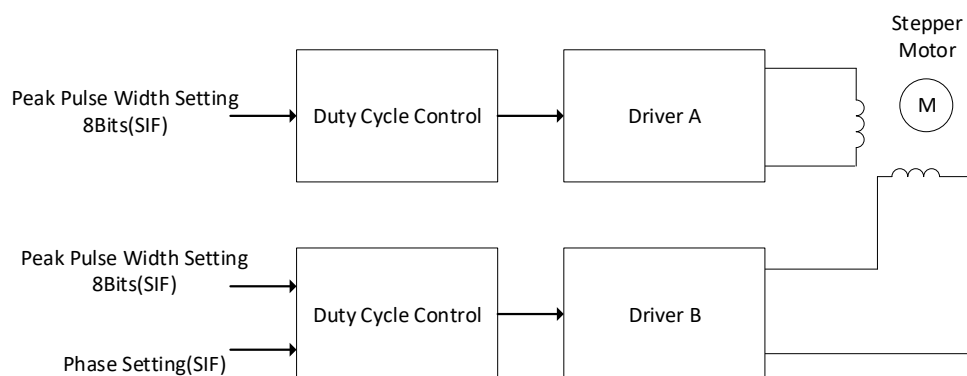 Stepper
Motor
M
Peak Pulse Width Setting
8Bits(SIF)
Duty Cycle Control
Driver A
Peak Pulse Width Setting
8Bits(SIF)
Phase Setting(SIF)
Duty Cycle Control
Driver B